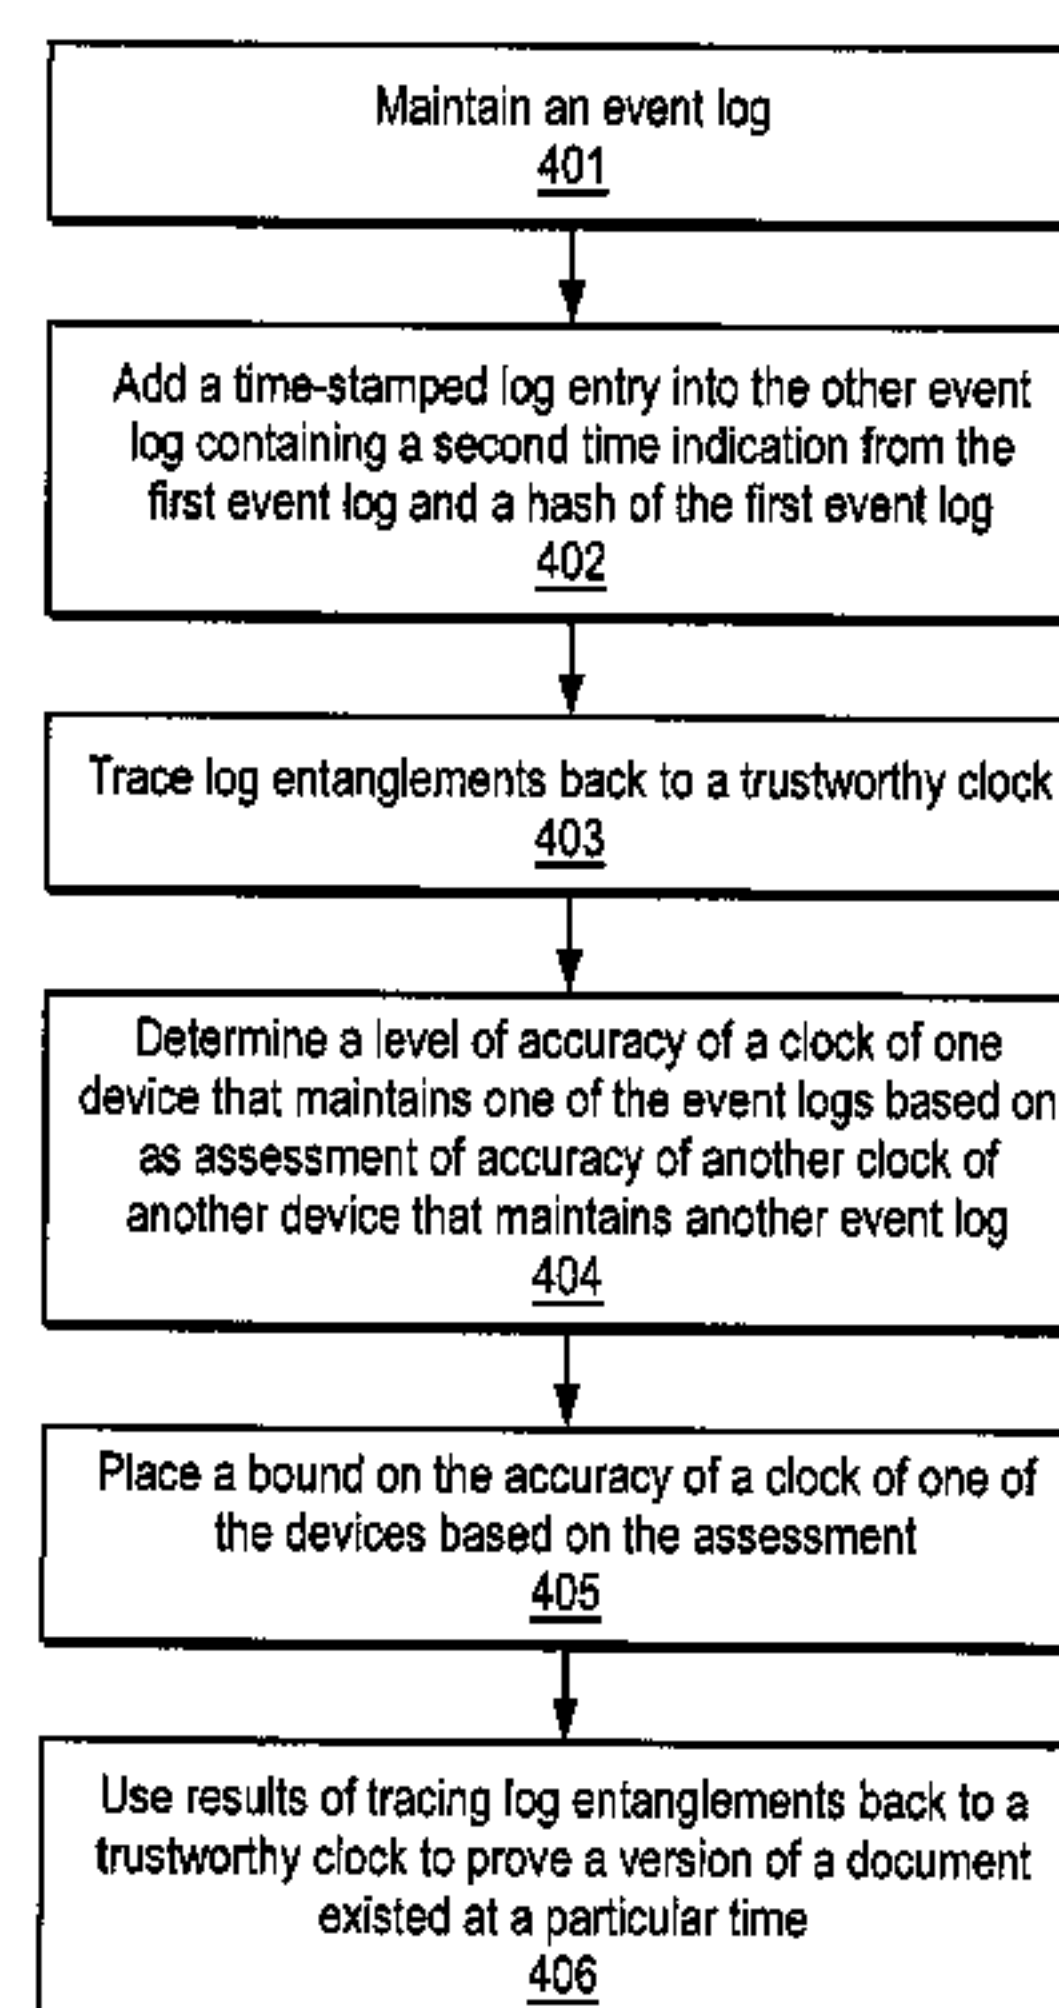 Maintain an event log
401
Add a time-stamped log entry into the other event
log containing a second time indication from the
first event log and a hash of the first event log
402
Trace log entanglements back to a trustworthy clock
403
Determine a level of accuracy of a clock of one
device that maintains one of the event logs based on
as assessment of accuracy of another clock of
another device that maintains another event log
404
Place a bound on the accuracy of a clock of one of
the devices based on the assessment
405
Use results of tracing log entanglements back to a
trustworthy clock to prove a version of a document
existed at a particular time
406